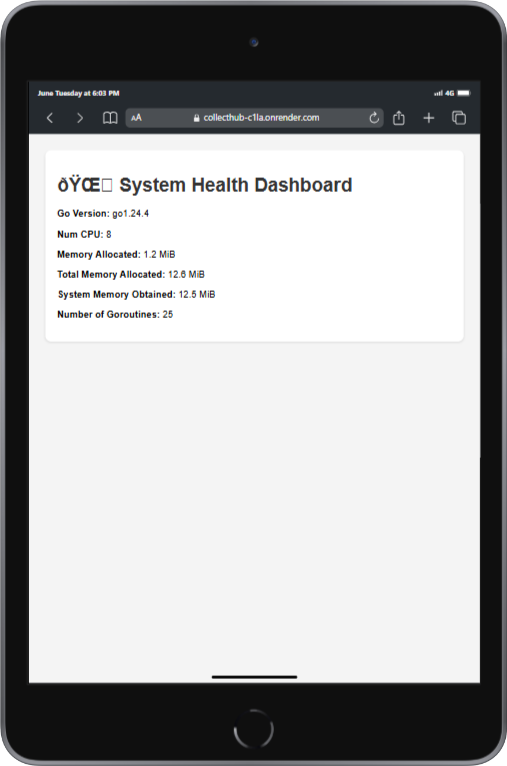 June Tuesday at 6:03 PM
4G
AA collecthub-c1la.onrender.com
ðŸŒ System Health Dashboard
Go Version: go1.24.4
Num CPU: 8
Memory Allocated: 1.2 MiB
Total Memory Allocated: 12.6 MiB
System Memory Obtained: 12.5 MiB
Number of Goroutines: 25